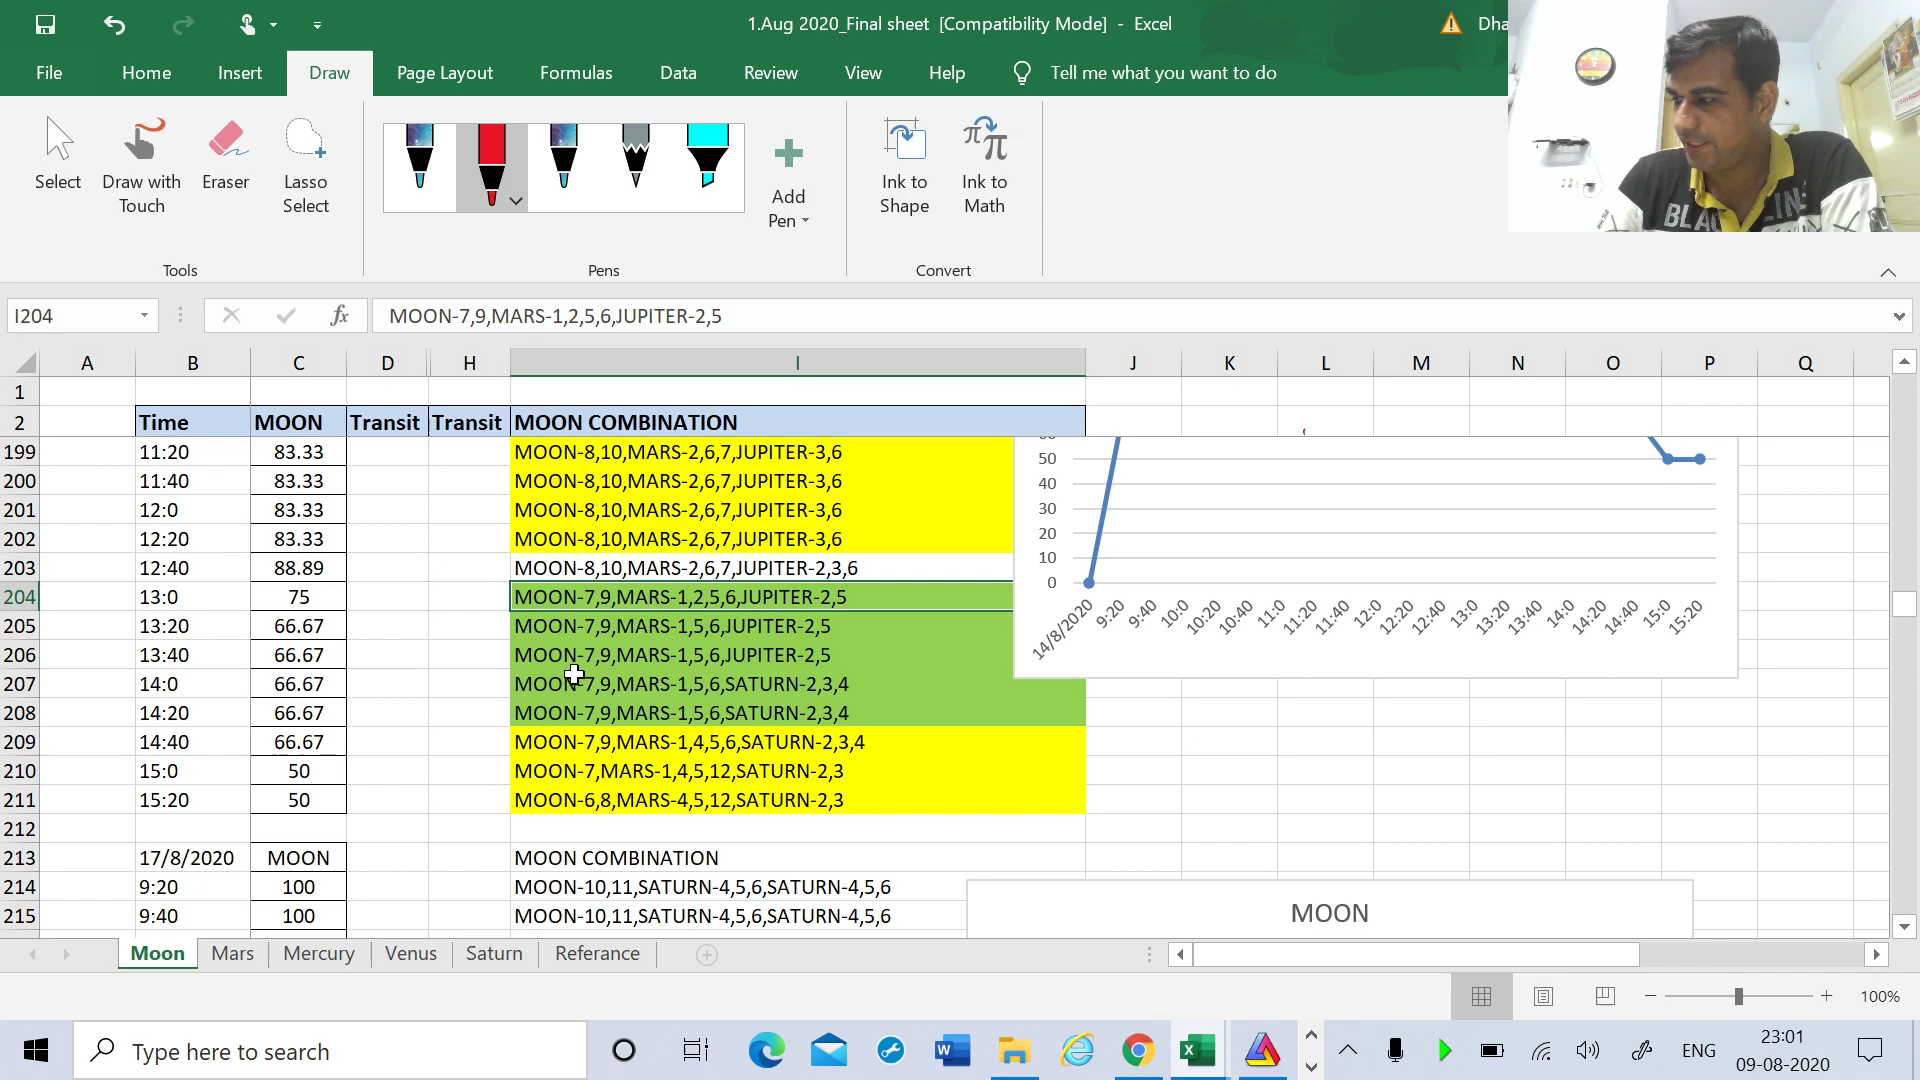 1.Aug 2020_Final sheet [Compatibility Mode] - Excel
Dha
File Home Insert Draw Page Layout Formulas Data Review View Help Tell me what you want to do
Select
Draw with Touch
Eraser
Lasso Select
Add Pen
Ink to Shape
Ink to Math
Tools
Pens
Convert
BLA LINE
I204
fx
MOON-7,9,MARS-1,2,5,6,JUPITER-2,5
A B C D H I J K L M N O P Q
1
2 Time MOON Transit Transit MOON COMBINATION
199 11:20 83.33 MOON-8,10,MARS-2,6,7,JUPITER-3,6
200 11:40 83.33 MOON-8,10,MARS-2,6,7,JUPITER-3,6
201 12:0 83.33 MOON-8,10,MARS-2,6,7,JUPITER-3,6
202 12:20 83.33 MOON-8,10,MARS-2,6,7,JUPITER-3,6
203 12:40 88.89 MOON-8,10,MARS-2,6,7,JUPITER-2,3,6
204 13:0 75 MOON-7,9,MARS-1,2,5,6,JUPITER-2,5
205 13:20 66.67 MOON-7,9,MARS-1,5,6,JUPITER-2,5
206 13:40 66.67 MOON-7,9,MARS-1,5,6,JUPITER-2,5
207 14:0 66.67 MOON-7,9,MARS-1,5,6,SATURN-2,3,4
208 14:20 66.67 MOON-7,9,MARS-1,5,6,SATURN-2,3,4
209 14:40 66.67 MOON-7,9,MARS-1,4,5,6,SATURN-2,3,4
210 15:0 50 MOON-7,MARS-1,4,5,12,SATURN-2,3
211 15:20 50 MOON-6,8,MARS-4,5,12,SATURN-2,3
212
213 17/8/2020 MOON MOON COMBINATION
214 9:20 100 MOON-10,11,SATURN-4,5,6,SATURN-4,5,6
215 9:40 100 MOON-10,11,SATURN-4,5,6,SATURN-4,5,6
50
40
30
20
10
0
14/8/2020 9:20 9:40 10:0 10:20 10:40 11:0 11:20 11:40 12:0 12:20 12:40 13:0 13:20 13:40 14:0 14:20 14:40 15:0 15:20
MOON
Moon Mars Mercury Venus Saturn Referance
100%
Type here to search
ENG
23:01
09-08-2020